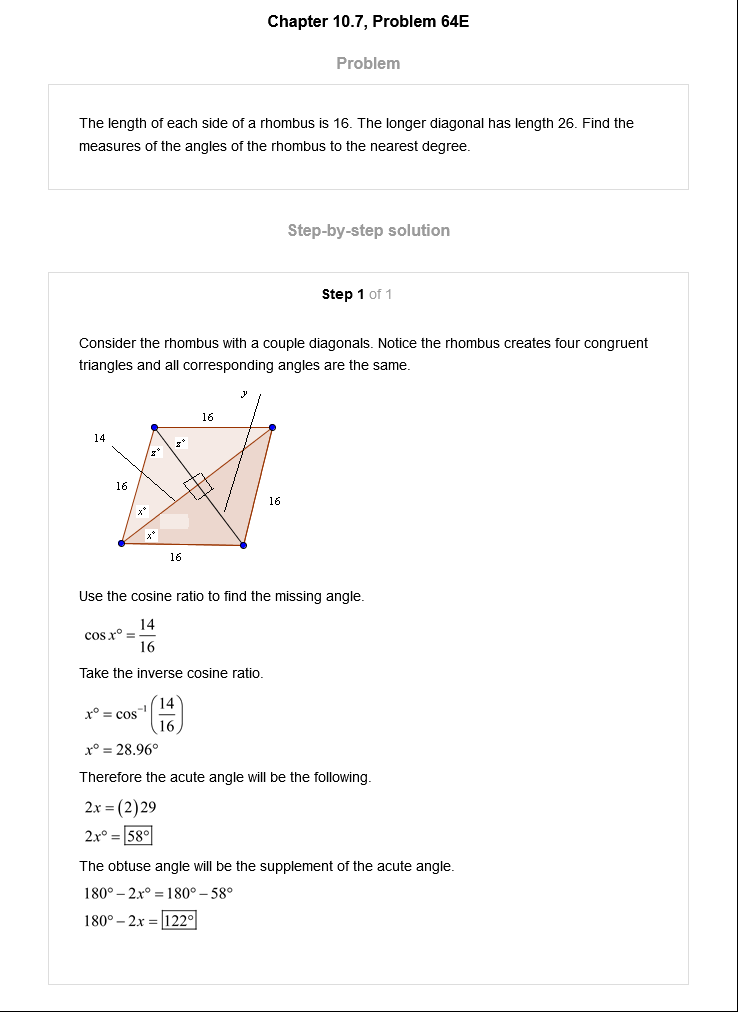 Chapter 10.7, Problem 64E
Problem
The length of each side of a rhombus is 16. The longer diagonal has length 26. Find the
measures of the angles of the rhombus to the nearest degree.
Step-by-step solution
Step 1 of 1
Consider the rhombus with a couple diagonals. Notice the rhombus creates four congruent
triangles and all corresponding angles are the same.
y
16
14
z°
z°
16
16
x°
x°
16
Use the cosine ratio to find the missing angle.
cos x° = 14/16
Take the inverse cosine ratio.
x° = cos⁻¹(14/16)
x° = 28.96°
Therefore the acute angle will be the following.
2x = (2)29
2x° = 58°
The obtuse angle will be the supplement of the acute angle.
180° – 2x° = 180° – 58°
180° – 2x = 122°